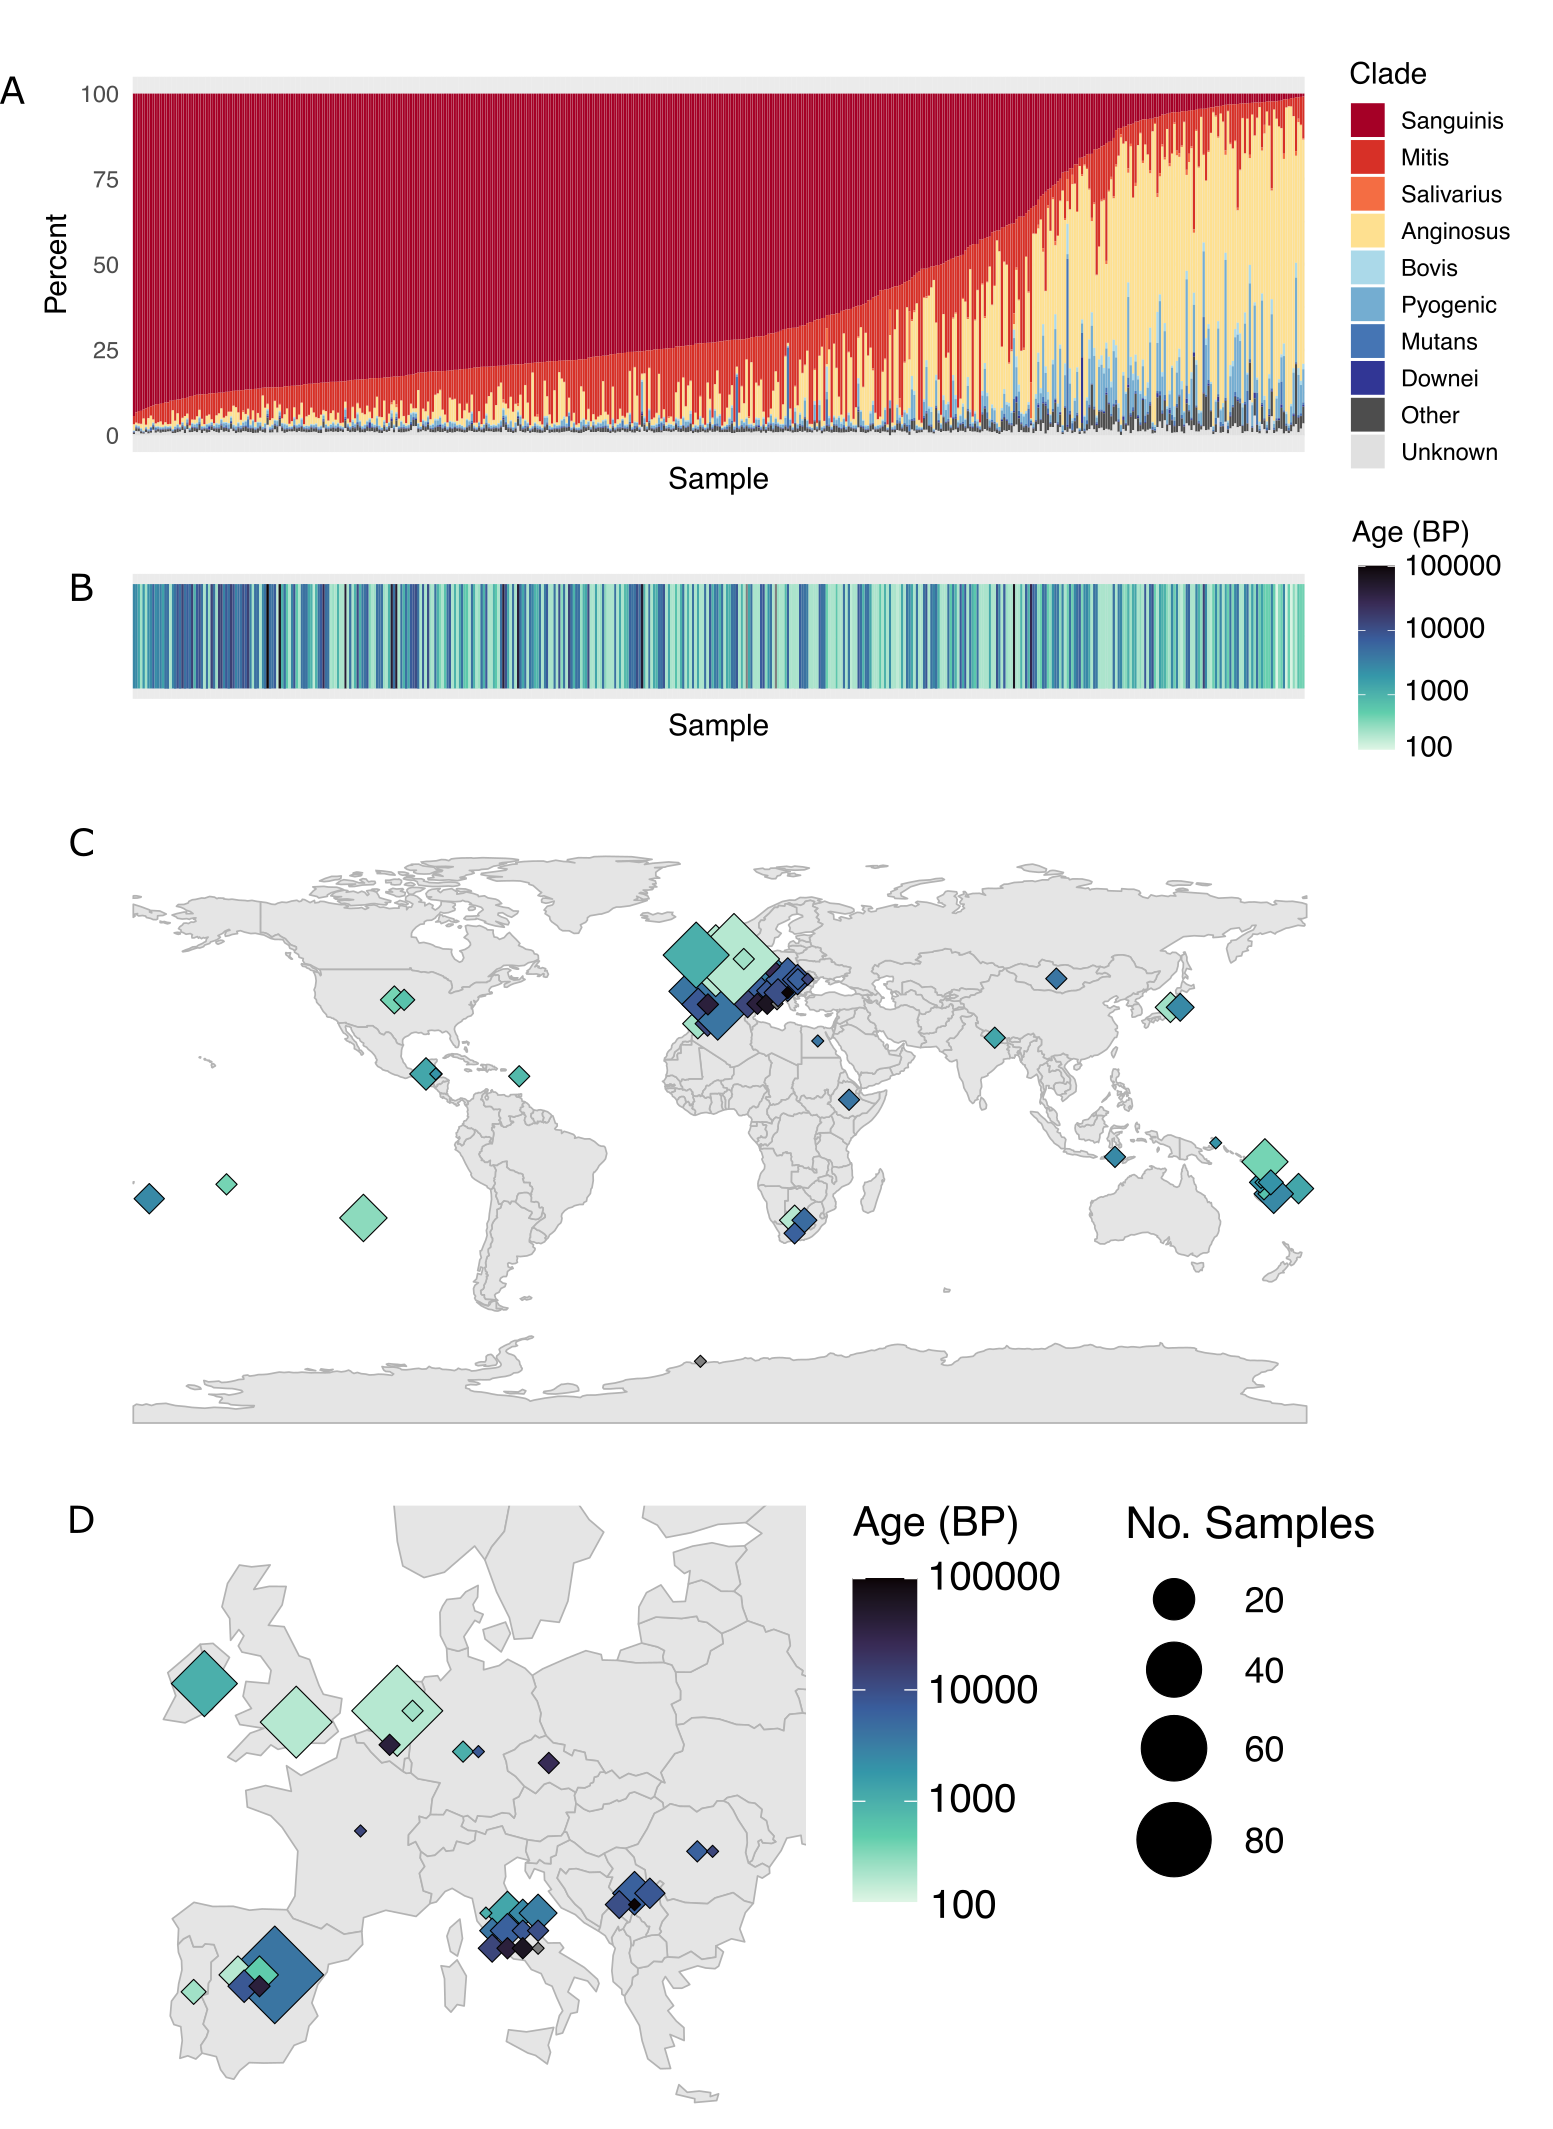 A
Percent
100
75
50
25
0
Sample
Clade
Sanguinis
Mitis
Salivarius
Anginosus
Bovis
Pyogenic
Mutans
Downei
Other
Unknown
B
Sample
Age (BP)
100000
10000
1000
100
C
D
Age (BP)
100000
10000
1000
100
No. Samples
20
40
60
80